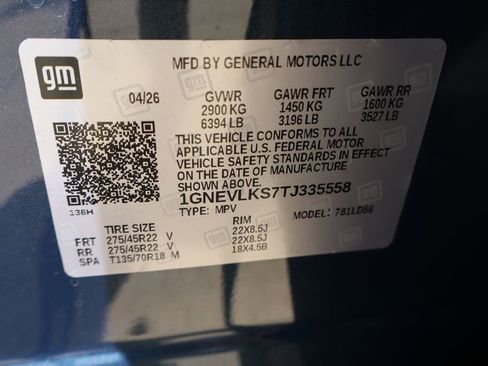 gm
MFD BY GENERAL MOTORS LLC
04/26 GVWR GAWR FRT GAWR RR
2900 KG 1450 KG 1600 KG
6394 LB 3196 LB 3527 LB
THIS VEHICLE CONFORMS TO ALL
APPLICABLE U.S. FEDERAL MOTOR
VEHICLE SAFETY STANDARDS IN EFFECT
ON THE DATE OF MANUFACTURE
1GNEVLKS7TJ335558
136H TYPE: MPV MODEL: 781LD56
TIRE SIZE RIM
FRT 275/45R22 V 22X8.5J
RR 275/45R22 V 22X8.5J
SPA T135/70R18 M 18X4.5B